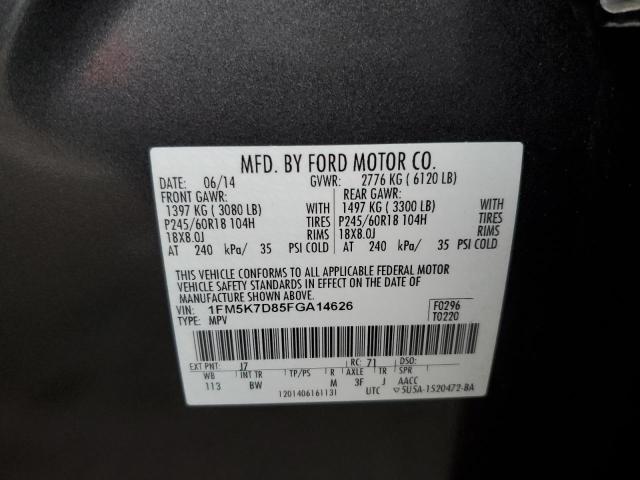 MFD. BY FORD MOTOR CO.
DATE: 06/14 GVWR: 2776 KG ( 6120 LB)
FRONT GAWR: REAR GAWR:
1397 KG ( 3080 LB) WITH 1497 KG ( 3300 LB) WITH
P245/60R18 104H TIRES P245/60R18 104H TIRES
18X8.0J RIMS 18X8.0J RIMS
AT 240 kPa/ 35 PSI COLD AT 240 kPa/ 35 PSI COLD
THIS VEHICLE CONFORMS TO ALL APPLICABLE FEDERAL MOTOR
VEHICLE SAFETY STANDARDS IN EFFECT ON THE DATE OF
MANUFACTURE SHOWN ABOVE.
VIN: 1FM5K7D85FGA14626 F0296
TYPE: MPV T0220
EXT PNT: J7 RC: 71 DSO:
WB INT TR TP/PS R AXLE TR SPR
113 BW M 3F J AACC
1201406161131 UTC 5U5A-1520472-BA